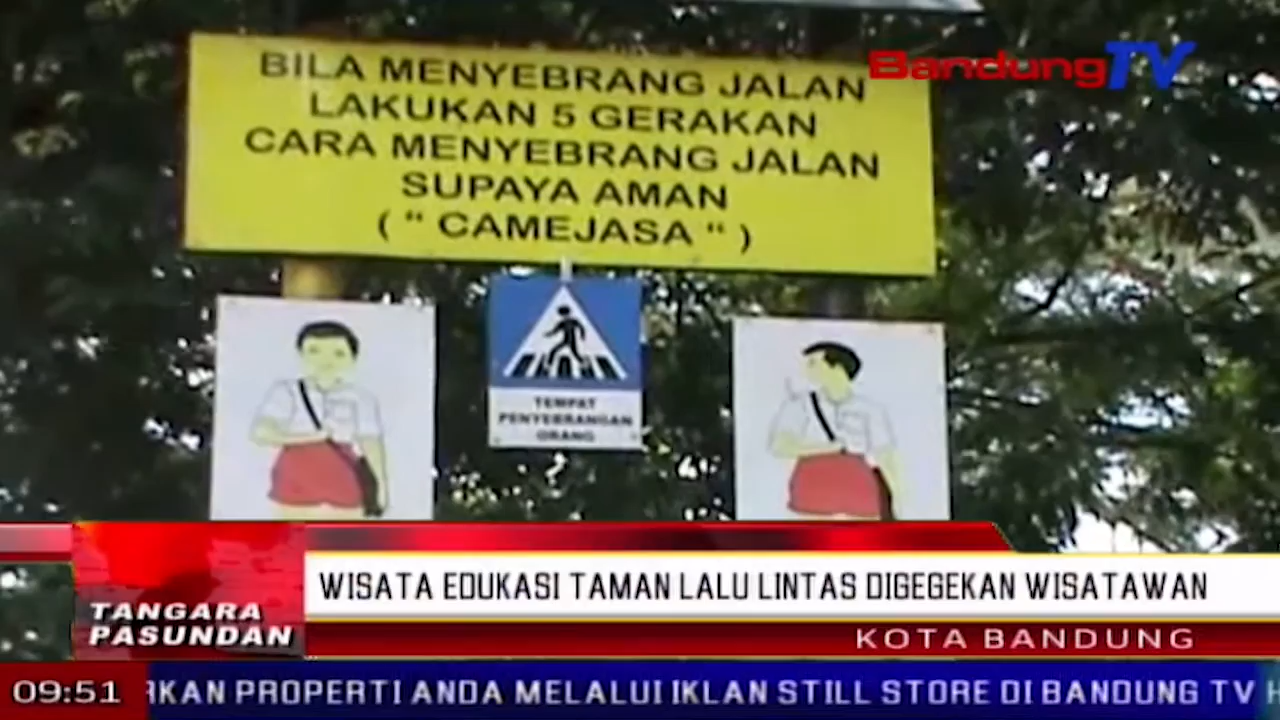 BILA MENYEBRANG JALAN
LAKUKAN 5 GERAKAN
CARA MENYEBRANG JALAN
SUPAYA AMAN
( " CAMEJASA " )
BandungTV
TEMPAT
PENYEBRANGAN
ORANG
WISATA EDUKASI TAMAN LALU LINTAS DIGEGEKAN WISATAWAN
TANGARA
PASUNDAN
KOTA BANDUNG
09:51
RKAN PROPERTI ANDA MELALUI IKLAN STILL STORE DI BANDUNG TV H